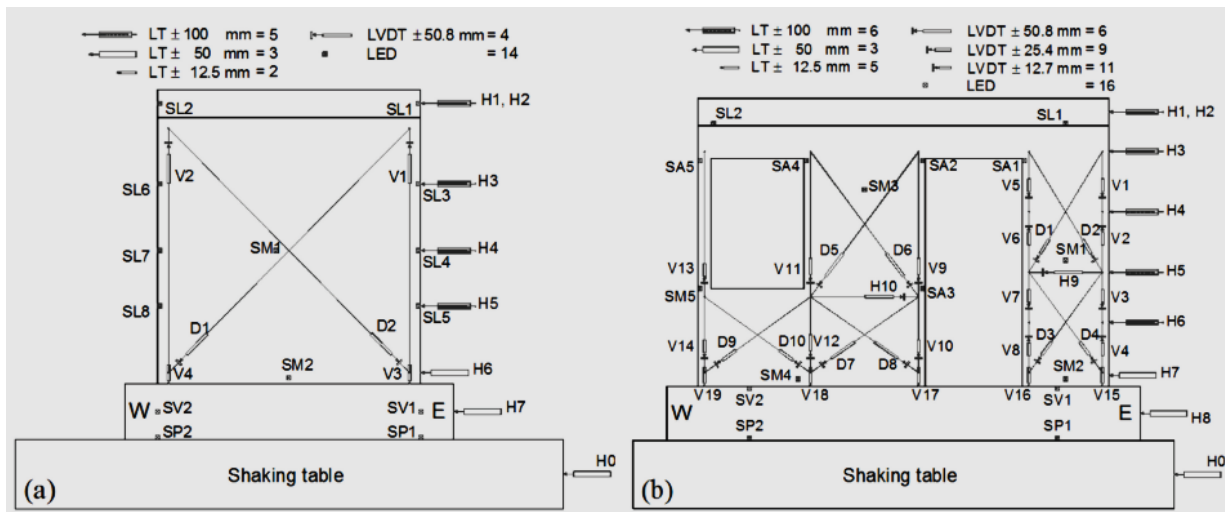 LT ± 100 mm = 5
LVDT ± 50.8 mm = 4
LT ± 50 mm = 3
LED = 14
LT ± 12.5 mm = 2
SL2
SL1
H1, H2
V2
V1
SL6
SL3
H3
SL7
SM1
SL4
H4
SL8
SL5
H5
D1
D2
V4
SM2
V3
H6
W
SV2
SV1
E
H7
SP2
SP1
(a)
Shaking table
H0
LT ± 100 mm = 6
LVDT ± 50.8 mm = 6
LT ± 50 mm = 3
LVDT ± 25.4 mm = 9
LT ± 12.5 mm = 5
LVDT ± 12.7 mm = 11
LED = 16
SL2
SL1
H1, H2
H3
SA5
SA4
SA2
SA1
SM3
V5
V1
H4
V6
D1
D2
V2
SM1
V13
V11
D5
D6
V9
H9
H5
SM5
H10
SA3
V7
V3
H6
V14
D9
D10
V12
D7
D8
V10
V8
D3
D4
V4
SM4
SM2
H7
W
V19
SV2
V18
V17
V16
SV1
V15
E
H8
SP2
SP1
(b)
Shaking table
H0